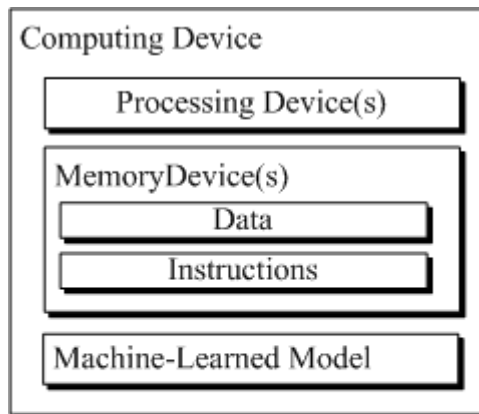 Computing Device
Processing Device(s)
MemoryDevice(s)
Data
Instructions
Machine-Learned Model